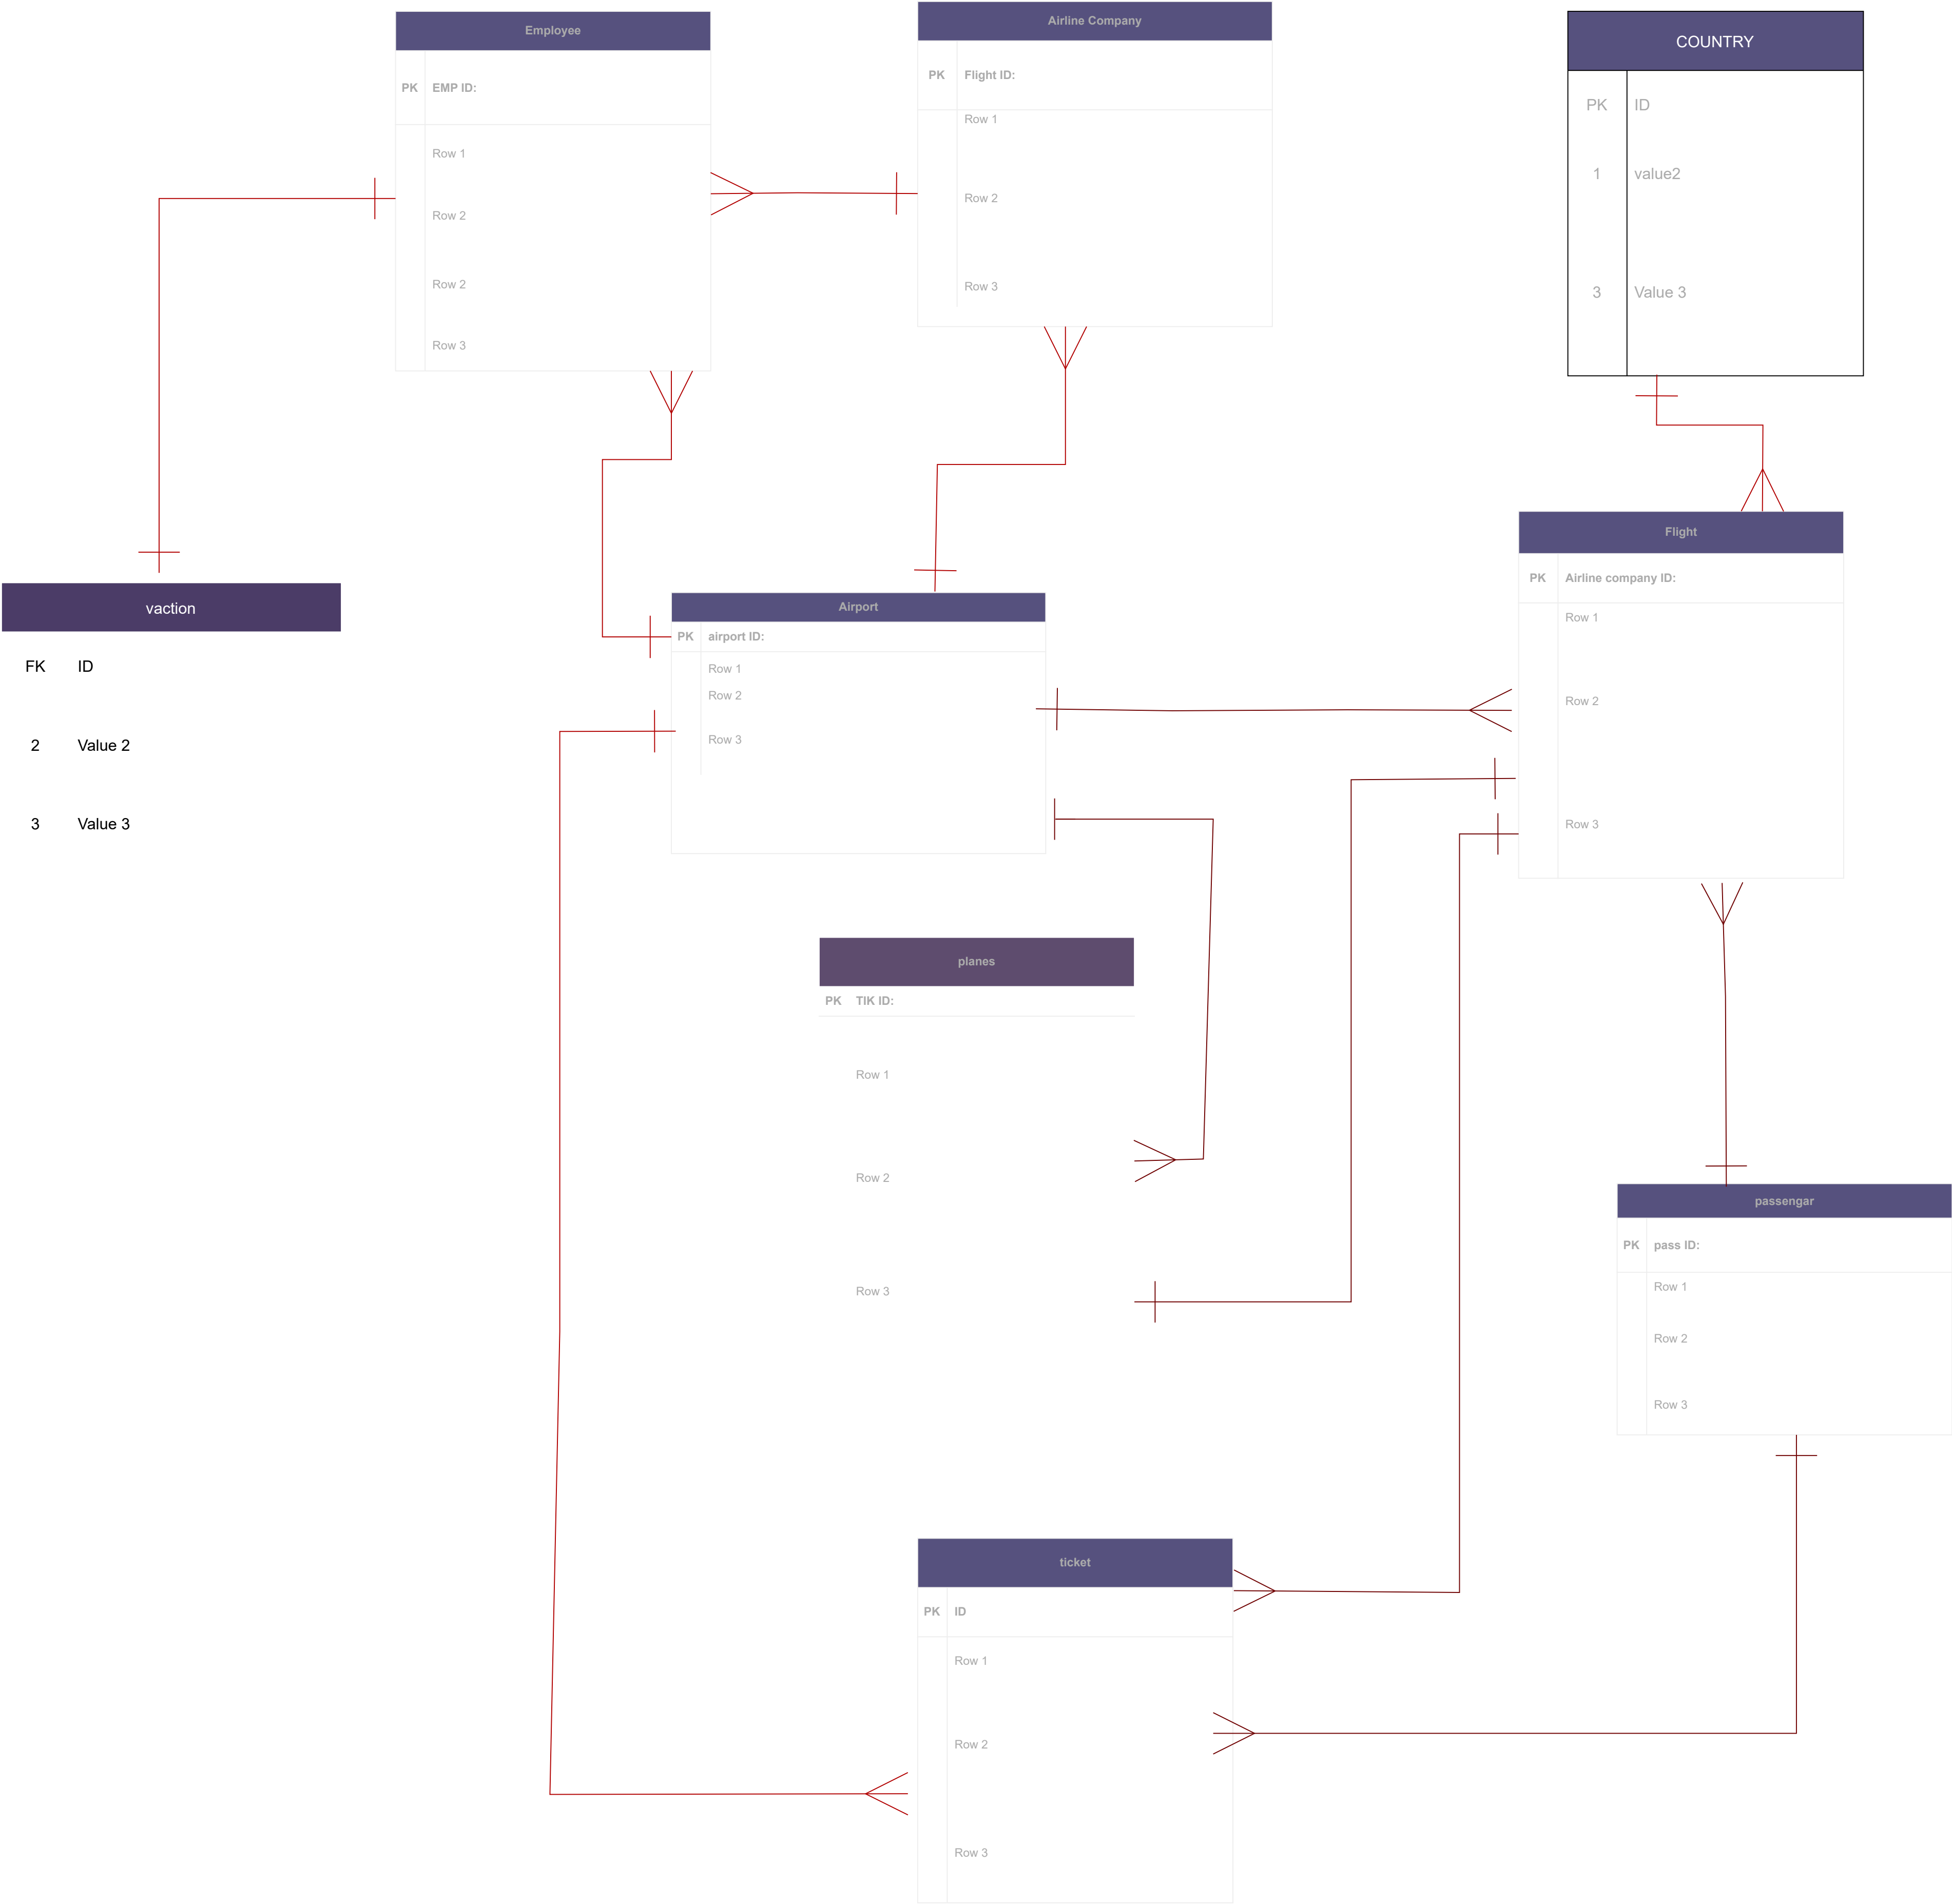 Employee
PK EMP ID:
Row 1
Row 2
Row 2
Row 3
Airline Company
PK Flight ID:
Row 1
Row 2
Row 3
COUNTRY
PK ID
1 value2
3 Value 3
vaction
FK ID
2 Value 2
3 Value 3
Airport
PK airport ID:
Row 1
Row 2
Row 3
Flight
PK Airline company ID:
Row 1
Row 2
Row 3
planes
PK TIK ID:
Row 1
Row 2
Row 3
passengar
PK pass ID:
Row 1
Row 2
Row 3
ticket
PK ID
Row 1
Row 2
Row 3